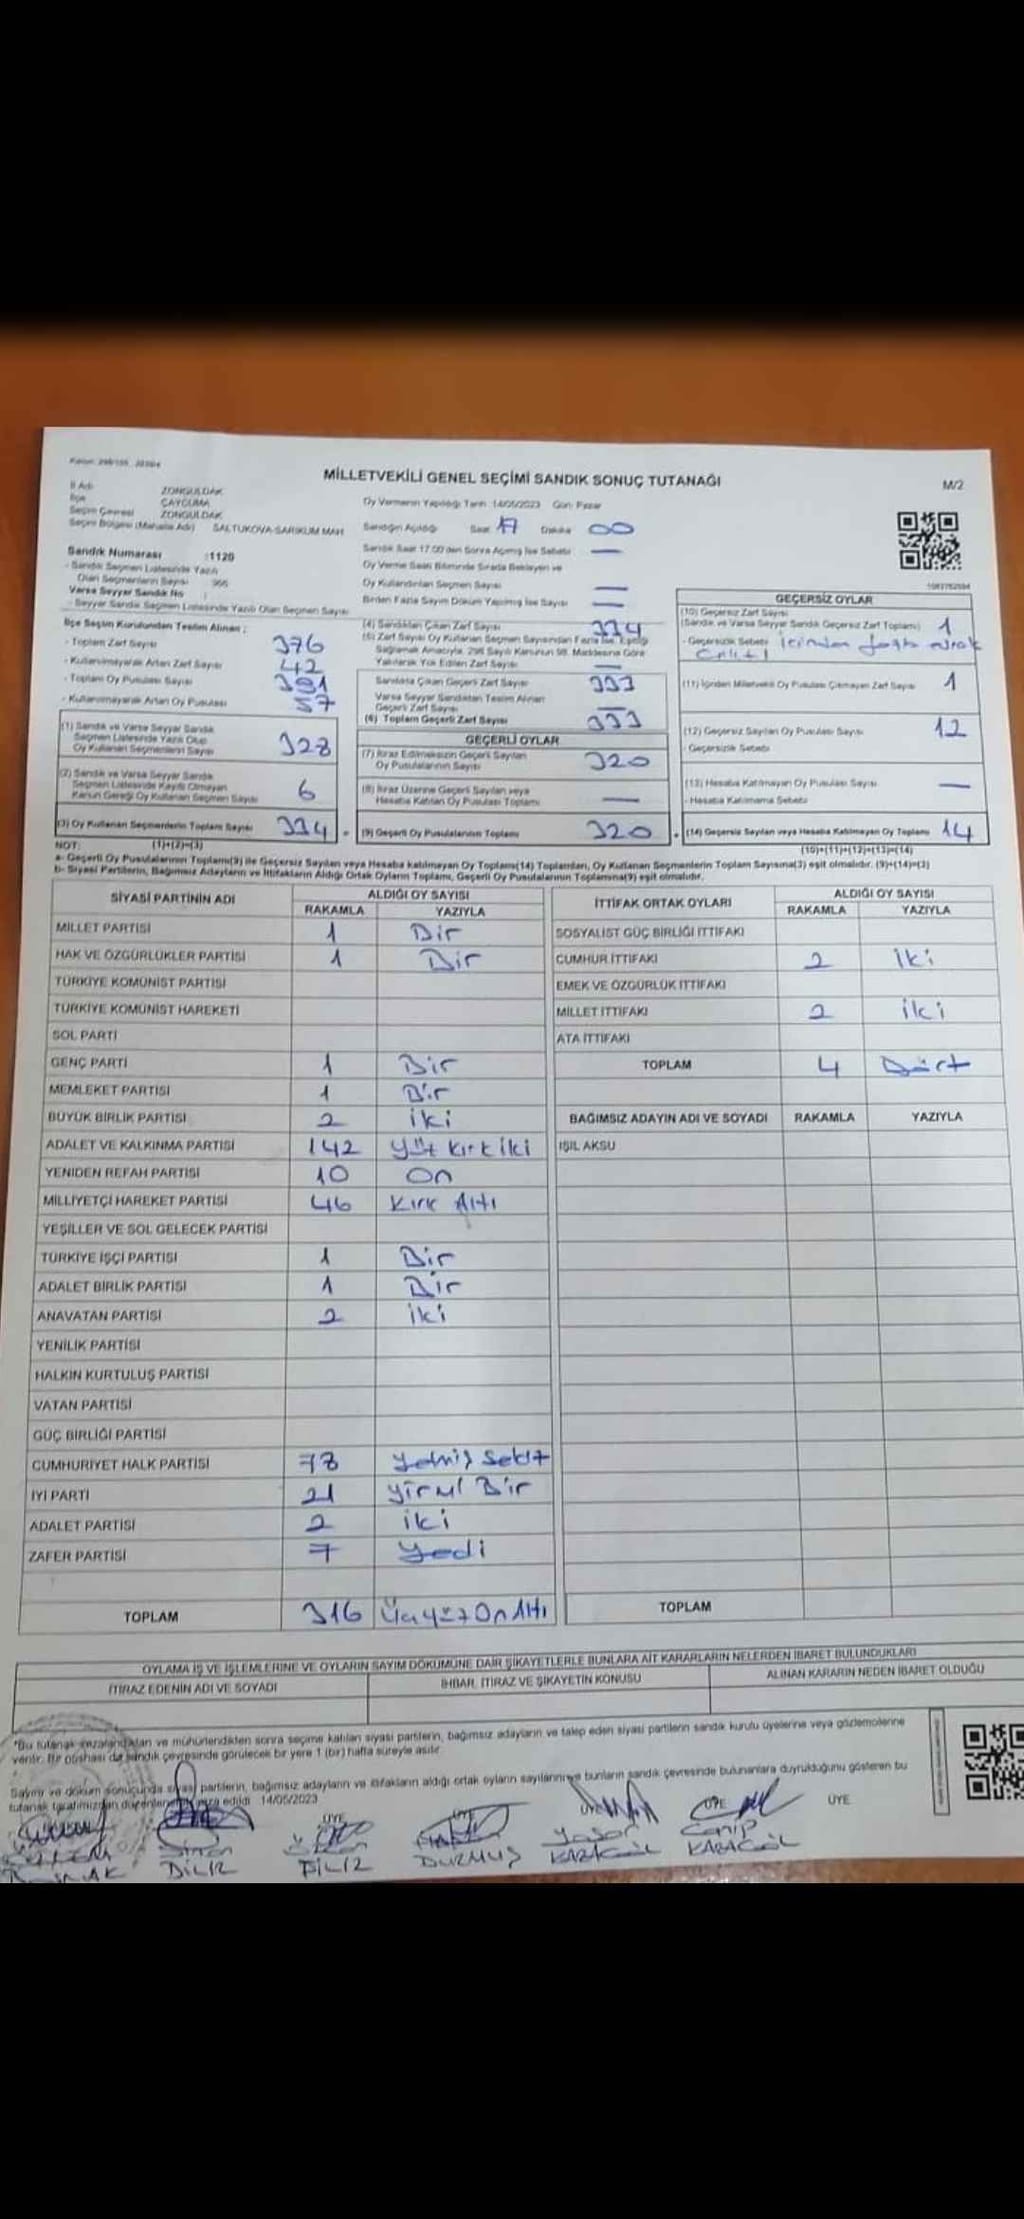 MİLLETVEKİLİ GENEL SEÇİMİ SANDIK SONUÇ TUTANAĞI
M/2
İl Adı ZONGULDAK
İlçe ÇAYCUMA
Seçim Çevresi ZONGULDAK
Seçim Bölgesi (Mahalle Adı) SALTUKOVA-SARIKUM MAH
Sandık Numarası :1120
- Sandık Seçmen Listesinde Yazılı
Olan Seçmenlerin Sayısı 366
Varsa Seyyar Sandık No :
- Seyyar Sandık Seçmen Listesinde Yazılı Olan Seçmen Sayısı
Oy Vermenin Yapıldığı Tarih: 14/05/2023 Gün: Pazar
Sandığın Açıldığı Saat 17 Dakika 00
Sandık Saat 17.00'den Sonra Açımış İse Sebebi —
Oy Verme Saati Bitiminde Sırada Bekleyen ve
Oy Kullandırılan Seçmen Sayısı —
Birden Fazla Sayım Döküm Yapılmış İse Sayısı —
İlçe Seçim Kurulundan Teslim Alınan ;
- Toplam Zarf Sayısı 376
- Kullanılmayarak Artan Zarf Sayısı 42
- Toplam Oy Pusulası Sayısı 391
- Kullanılmayarak Artan Oy Pusulası 57
(1) Sandık ve Varsa Seyyar Sandık
Seçmen Listesinde Yazılı Olup
Oy Kullanan Seçmenlerin Sayısı 328
(2) Sandık ve Varsa Seyyar Sandık
Seçmen Listesinde Kayıtlı Olmayan
Kanun Gereği Oy Kullanan Seçmen Sayısı 6
(3) Oy Kullanan Seçmenlerin Toplam Sayısı 334
(1)+(2)=(3)
(4) Sandıktan Çıkan Zarf Sayısı 334
(5) Zarf Sayısı Oy Kullanan Seçmen Sayısından Fazla İse, Eşitliği
Sağlamak Amacıyla, 298 Sayılı Kanunun 98. Maddesine Göre
Yakılarak Yok Edilen Zarf Sayısı —
Sandıkta Çıkan Geçerli Zarf Sayısı 333
Varsa Seyyar Sandıktan Teslim Alınan
Geçerli Zarf Sayısı —
(6) Toplam Geçerli Zarf Sayısı 333
GEÇERLİ OYLAR
(7) İtiraz Edilmeksizin Geçerli Sayılan
Oy Pusulalarının Sayısı 320
(8) İtiraz Üzerine Geçerli Sayılan veya
Hesaba Katılan Oy Pusulası Toplamı —
(9) Geçerli Oy Pusulalarının Toplamı 320
GEÇERSİZ OYLAR
(10) Geçersiz Zarf Sayısı
(Sandık ve Varsa Seyyar Sandık Geçersiz Zarf Toplamı) 1
- Geçersizlik Sebebi İçinden fazla evrak
Çıktı
(11) İçinden Milletvekili Oy Pusulası Çıkmayan Zarf Sayısı 1
(12) Geçersiz Sayılan Oy Pusulası Sayısı 12
- Geçersizlik Sebebi
(13) Hesaba Katılmayan Oy Pusulası Sayısı —
- Hesaba Katılmama Sebebi
(14) Geçersiz Sayılan veya Hesaba Katılmayan Oy Toplamı 14
(10)+(11)+(12)+(13)=(14)
NOT:
a- Geçerli Oy Pusulalarının Toplamı(9) ile Geçersiz Sayılan veya Hesaba katılmayan Oy Toplamı(14) Toplamları, Oy Kullanan Seçmenlerin Toplam Sayısına(3) eşit olmalıdır. (9)+(14)=(3)
b- Siyasi Partilerin, Bağımsız Adayların ve İttifakların Aldığı Ortak Oyların Toplamı, Geçerli Oy Pusulalarının Toplamına(9) eşit olmalıdır.
SİYASİ PARTİNİN ADI ALDIĞI OY SAYISI
RAKAMLA YAZIYLA
MİLLET PARTİSİ 1 Bir
HAK VE ÖZGÜRLÜKLER PARTİSİ 1 Bir
TÜRKİYE KOMÜNİST PARTİSİ
TÜRKİYE KOMÜNİST HAREKETİ
SOL PARTİ
GENÇ PARTİ 1 Bir
MEMLEKET PARTİSİ 1 Bir
BÜYÜK BİRLİK PARTİSİ 2 iki
ADALET VE KALKINMA PARTİSİ 142 yüz kırk iki
YENİDEN REFAH PARTİSİ 10 On
MİLLİYETÇİ HAREKET PARTİSİ 46 Kırk Altı
YEŞİLLER VE SOL GELECEK PARTİSİ
TÜRKİYE İŞÇİ PARTİSİ 1 Bir
ADALET BİRLİK PARTİSİ 1 Bir
ANAVATAN PARTİSİ 2 iki
YENİLİK PARTİSİ
HALKIN KURTULUŞ PARTİSİ
VATAN PARTİSİ
GÜÇ BİRLİĞİ PARTİSİ
CUMHURİYET HALK PARTİSİ 78 yetmiş sekiz
İYİ PARTİ 21 yirmi Bir
ADALET PARTİSİ 2 iki
ZAFER PARTİSİ 7 yedi
TOPLAM 316 Üçyüz On Altı
İTTİFAK ORTAK OYLARI ALDIĞI OY SAYISI
RAKAMLA YAZIYLA
SOSYALİST GÜÇ BİRLİĞİ İTTİFAKI
CUMHUR İTTİFAKI 2 iki
EMEK VE ÖZGÜRLÜK İTTİFAKI
MİLLET İTTİFAKI 2 iki
ATA İTTİFAKI
TOPLAM 4 Dört
BAĞIMSIZ ADAYIN ADI VE SOYADI RAKAMLA YAZIYLA
IŞIL AKSU
TOPLAM
OYLAMA İŞ VE İŞLEMLERİNE VE OYLARIN SAYIM DÖKÜMÜNE DAİR ŞİKAYETLERLE BUNLARA AİT KARARLARIN NELERDEN İBARET BULUNDUKLARI
İTİRAZ EDENİN ADI VE SOYADI İHBAR, İTİRAZ VE ŞİKAYETİN KONUSU ALINAN KARARIN NEDEN İBARET OLDUĞU
*Bu tutanak imzalandıktan ve mühürlendikten sonra seçime katılan siyasi partilerin, bağımsız adayların ve talep eden siyasi partilerin sandık kurulu üyelerine veya gözlemcilerine
verilir. Bir nüshası da sandık çevresinde görülecek bir yere 1 (bir) hafta süreyle asılır.
Sayım ve döküm sonucunda siyasi partilerin, bağımsız adayların ve ittifakların aldığı ortak oyların sayılarını ve bunların sandık çevresinde bulunanlara duyrulduğunu gösteren bu
tutanak tarafımızdan düzenlenerek imza edildi. 14/05/2023
ÜYE ÜYE ÜYE ÜYE ÜYE
Sinan Yaşar Canip
DİLİZ DİLİZ DURMUŞ